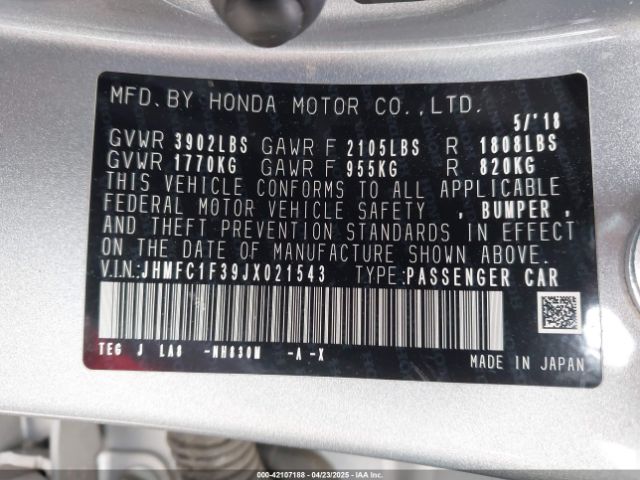 MFD. BY HONDA MOTOR CO.,LTD.
5/'18
GVWR 3902LBS GAWR F 2105LBS R 1808LBS
GVWR 1770KG GAWR F 955KG R 820KG
THIS VEHICLE CONFORMS TO ALL APPLICABLE
FEDERAL MOTOR VEHICLE SAFETY , BUMPER ,
AND THEFT PREVENTION STANDARDS IN EFFECT
ON THE DATE OF MANUFACTURE SHOWN ABOVE.
V.I.N.: JHMFC1F39JX021543 TYPE: PASSENGER CAR
TEG J LA8 -NH830M -A -X
MADE IN JAPAN
000-42107188 - 04/23/2025 - IAA Inc.